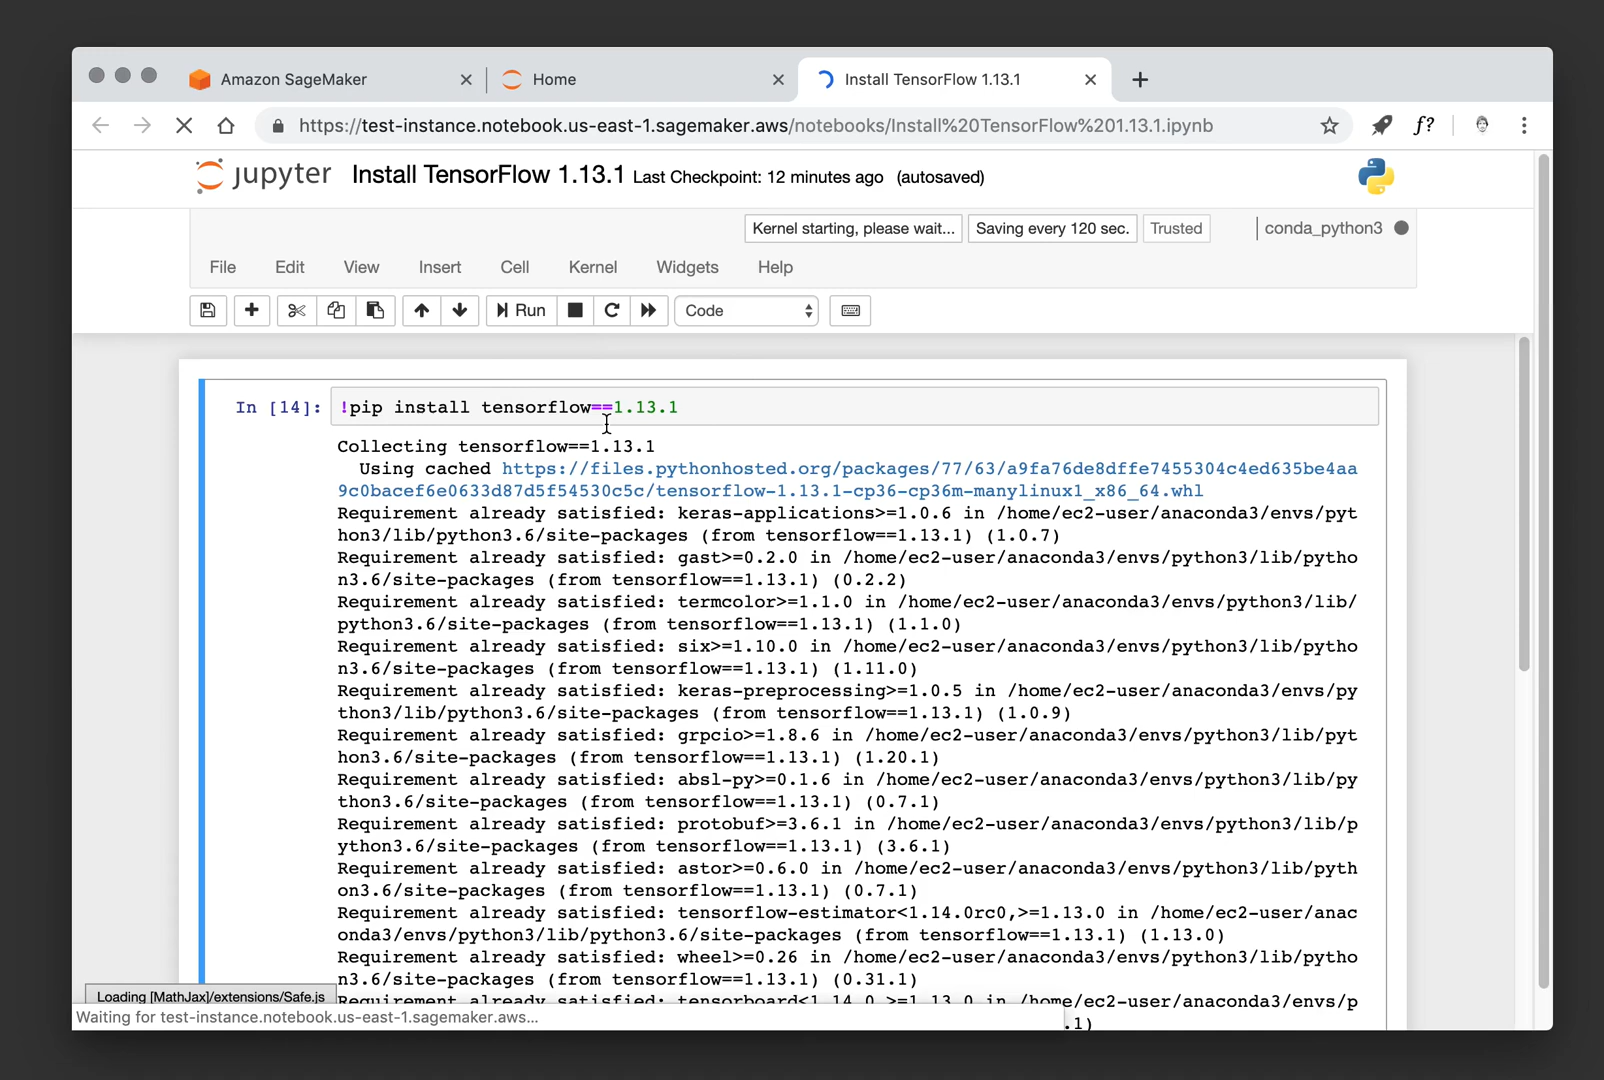 Amazon SageMaker
Home
Install TensorFlow 1.13.1
https://test-instance.notebook.us-east-1.sagemaker.aws/notebooks/Install%20TensorFlow%201.13.1.ipynb
f?
jupyter Install TensorFlow 1.13.1 Last Checkpoint: 12 minutes ago (autosaved)
Kernel starting, please wait... Saving every 120 sec. Trusted conda_python3
File Edit View Insert Cell Kernel Widgets Help
Run Code
In [14]: !pip install tensorflow==1.13.1
Collecting tensorflow==1.13.1
Using cached https://files.pythonhosted.org/packages/77/63/a9fa76de8dffe7455304c4ed635be4aa
9c0bacef6e0633d87d5f54530c5c/tensorflow-1.13.1-cp36-cp36m-manylinux1_x86_64.whl
Requirement already satisfied: keras-applications>=1.0.6 in /home/ec2-user/anaconda3/envs/pyt
hon3/lib/python3.6/site-packages (from tensorflow==1.13.1) (1.0.7)
Requirement already satisfied: gast>=0.2.0 in /home/ec2-user/anaconda3/envs/python3/lib/pytho
n3.6/site-packages (from tensorflow==1.13.1) (0.2.2)
Requirement already satisfied: termcolor>=1.1.0 in /home/ec2-user/anaconda3/envs/python3/lib/
python3.6/site-packages (from tensorflow==1.13.1) (1.1.0)
Requirement already satisfied: six>=1.10.0 in /home/ec2-user/anaconda3/envs/python3/lib/pytho
n3.6/site-packages (from tensorflow==1.13.1) (1.11.0)
Requirement already satisfied: keras-preprocessing>=1.0.5 in /home/ec2-user/anaconda3/envs/py
thon3/lib/python3.6/site-packages (from tensorflow==1.13.1) (1.0.9)
Requirement already satisfied: grpcio>=1.8.6 in /home/ec2-user/anaconda3/envs/python3/lib/pyt
hon3.6/site-packages (from tensorflow==1.13.1) (1.20.1)
Requirement already satisfied: absl-py>=0.1.6 in /home/ec2-user/anaconda3/envs/python3/lib/py
thon3.6/site-packages (from tensorflow==1.13.1) (0.7.1)
Requirement already satisfied: protobuf>=3.6.1 in /home/ec2-user/anaconda3/envs/python3/lib/p
ython3.6/site-packages (from tensorflow==1.13.1) (3.6.1)
Requirement already satisfied: astor>=0.6.0 in /home/ec2-user/anaconda3/envs/python3/lib/pyth
on3.6/site-packages (from tensorflow==1.13.1) (0.7.1)
Requirement already satisfied: tensorflow-estimator<1.14.0rc0,>=1.13.0 in /home/ec2-user/anac
onda3/envs/python3/lib/python3.6/site-packages (from tensorflow==1.13.1) (1.13.0)
Requirement already satisfied: wheel>=0.26 in /home/ec2-user/anaconda3/envs/python3/lib/pytho
n3.6/site-packages (from tensorflow==1.13.1) (0.31.1)
Requirement already satisfied: tensorboard<1.14.0,>=1.13.0 in /home/ec2-user/anaconda3/envs/p
.1)
Loading [MathJax]/extensions/Safe.js
Waiting for test-instance.notebook.us-east-1.sagemaker.aws...